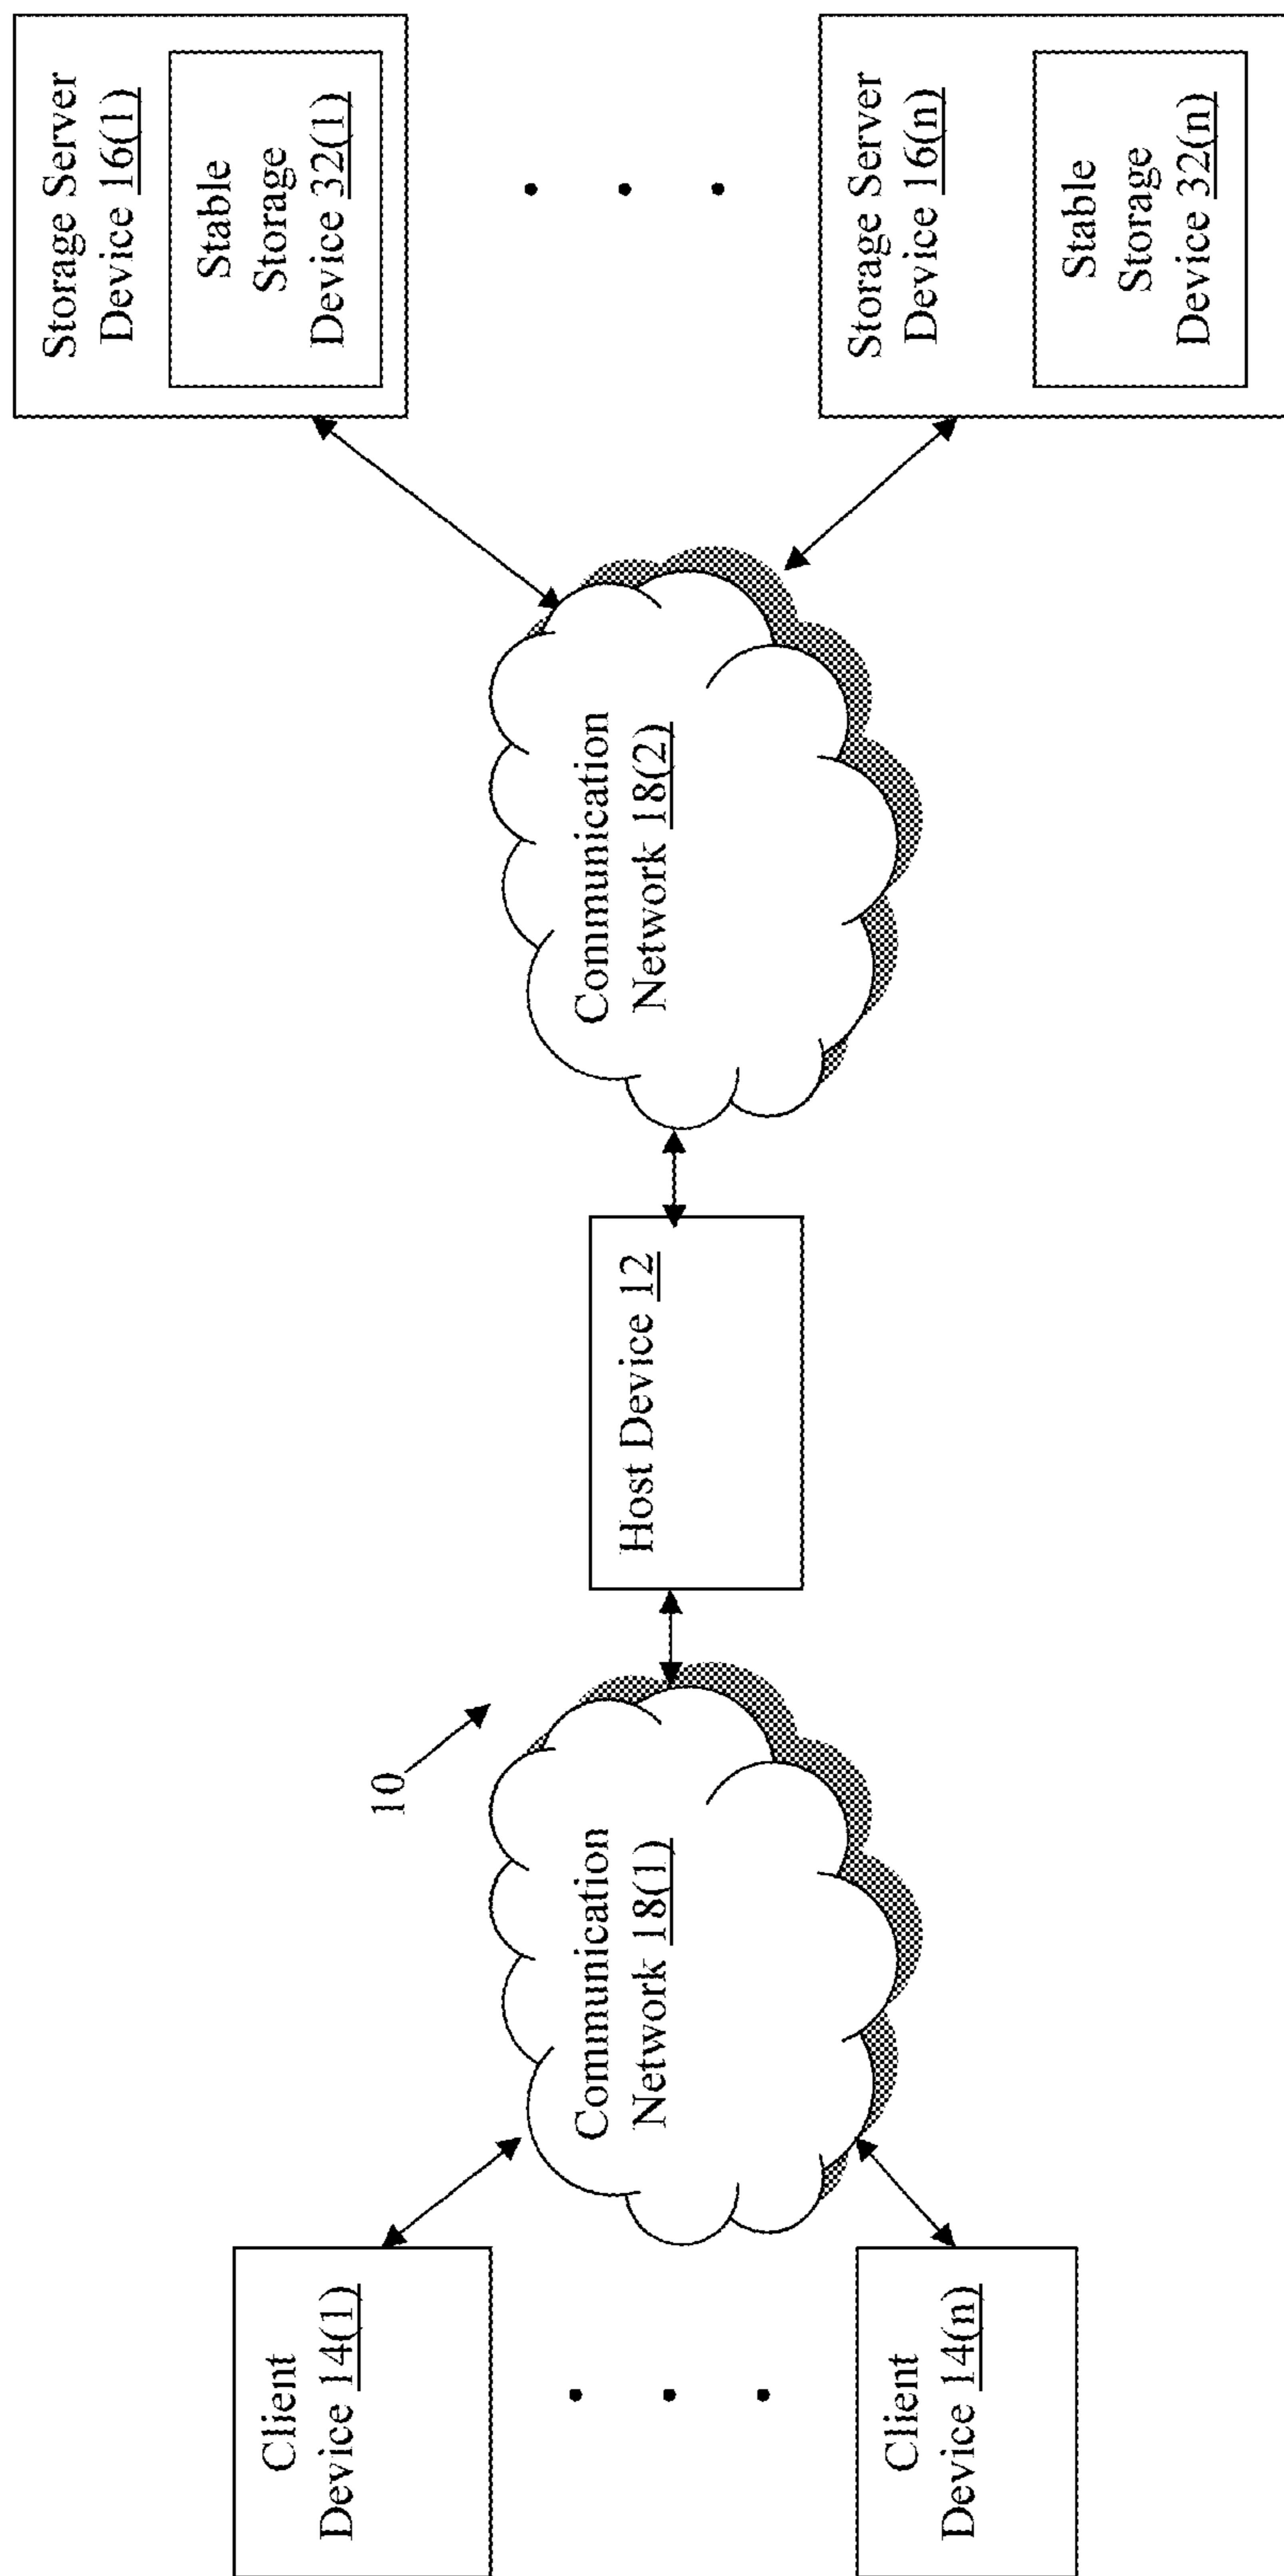 Client
Device 14(1)
Client
Device 14(n)
10
Communication
Network 18(1)
Host Device 12
Communication
Network 18(2)
Storage Server
Device 16(1)
Stable
Storage
Device 32(1)
Storage Server
Device 16(n)
Stable
Storage
Device 32(n)